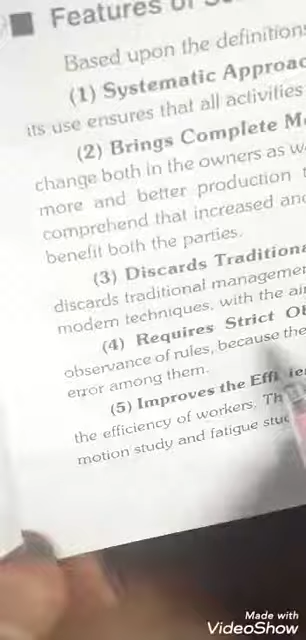 Features of
Based upon the definitions
(1) Systematic Approac
its use ensures that all activities
(2) Brings Complete M
change both in the owners as w
more and better production t
comprehend that increased and
benefit both the parties.
(3) Discards Traditiona
discards traditional managemen
modern techniques, with the ai
(4) Requires Strict O
observance of rules, because the
error among them.
(5) Improves the Effi
the efficiency of workers. Th
motion study and fatigue stu
Made with
VideoShow